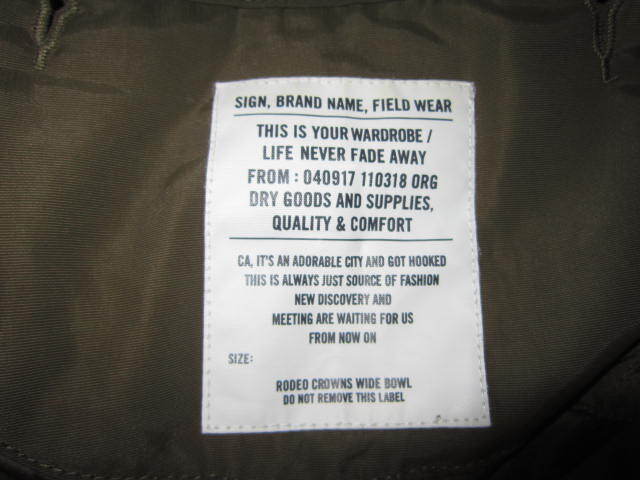 SIGN, BRAND NAME, FIELD WEAR
THIS IS YOUR WARDROBE /
LIFE NEVER FADE AWAY
FROM : 040917 110318 ORG
DRY GOODS AND SUPPLIES,
QUALITY & COMFORT
CA, IT'S AN ADORABLE CITY AND GOT HOOKED
THIS IS ALWAYS JUST SOURCE OF FASHION
NEW DISCOVERY AND
MEETING ARE WAITING FOR US
FROM NOW ON
SIZE:
RODEO CROWNS WIDE BOWL
DO NOT REMOVE THIS LABEL